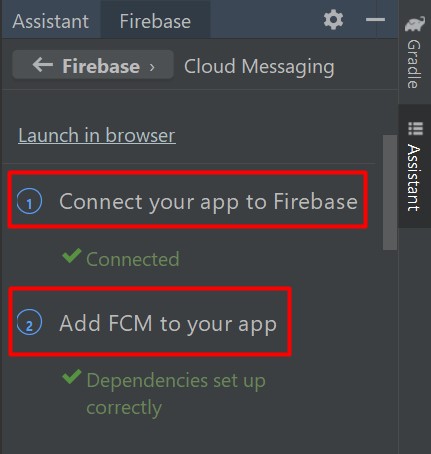 Assistant Firebase
Firebase › Cloud Messaging
Launch in browser
1 Connect your app to Firebase
Connected
2 Add FCM to your app
Dependencies set up
correctly
Gradle
Assistant